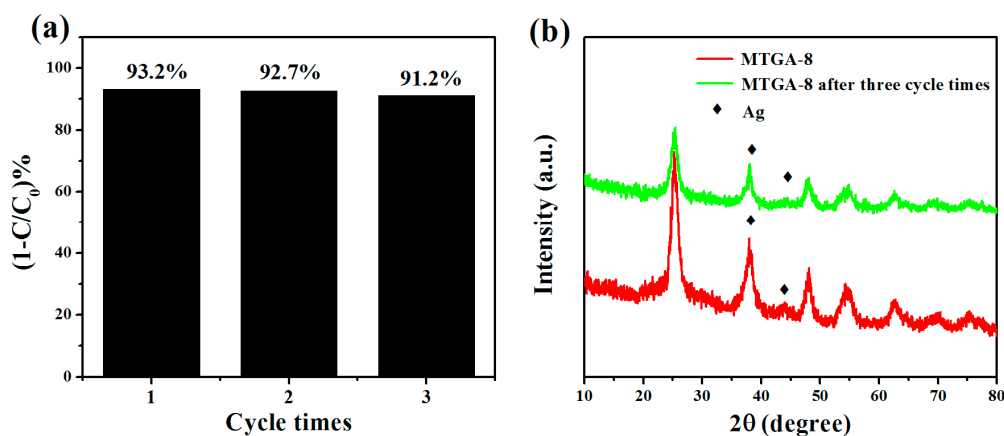 (a)
(1-C/C0)%
100
80
60
40
20
0
93.2%
92.7%
91.2%
1
2
3
Cycle times
(b)
MTGA-8
MTGA-8 after three cycle times
Ag
Intensity (a.u.)
10
20
30
40
50
60
70
80
2θ (degree)